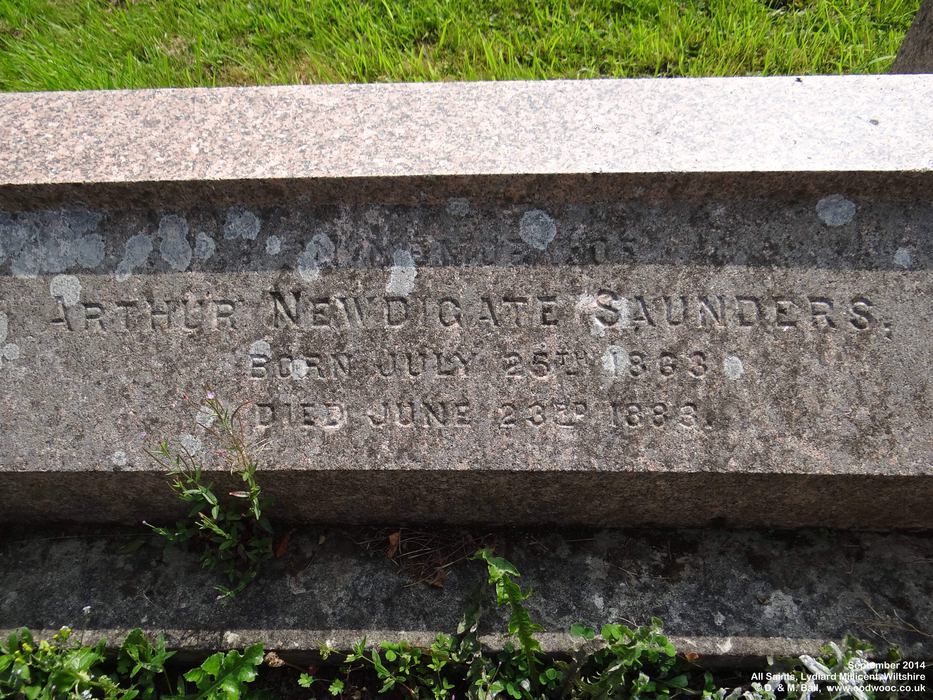 ARTHUR NEWDIGATE SAUNDERS,
BORN JULY 25TH 1863
DIED JUNE 23RD 1883.
September 2014
All Saints, Lydiard Millicent, Wiltshire
© D. & M. Ball, www.oodwooc.co.uk